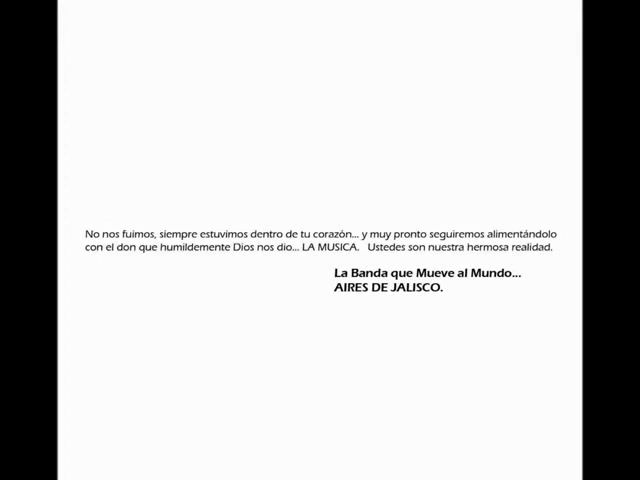 No nos fuimos, siempre estuvimos dentro de tu corazón... y muy pronto seguiremos alimentándolo
con el don que humildemente Dios nos dio... LA MUSICA. Ustedes son nuestra hermosa realidad.
La Banda que Mueve al Mundo...
AIRES DE JALISCO.